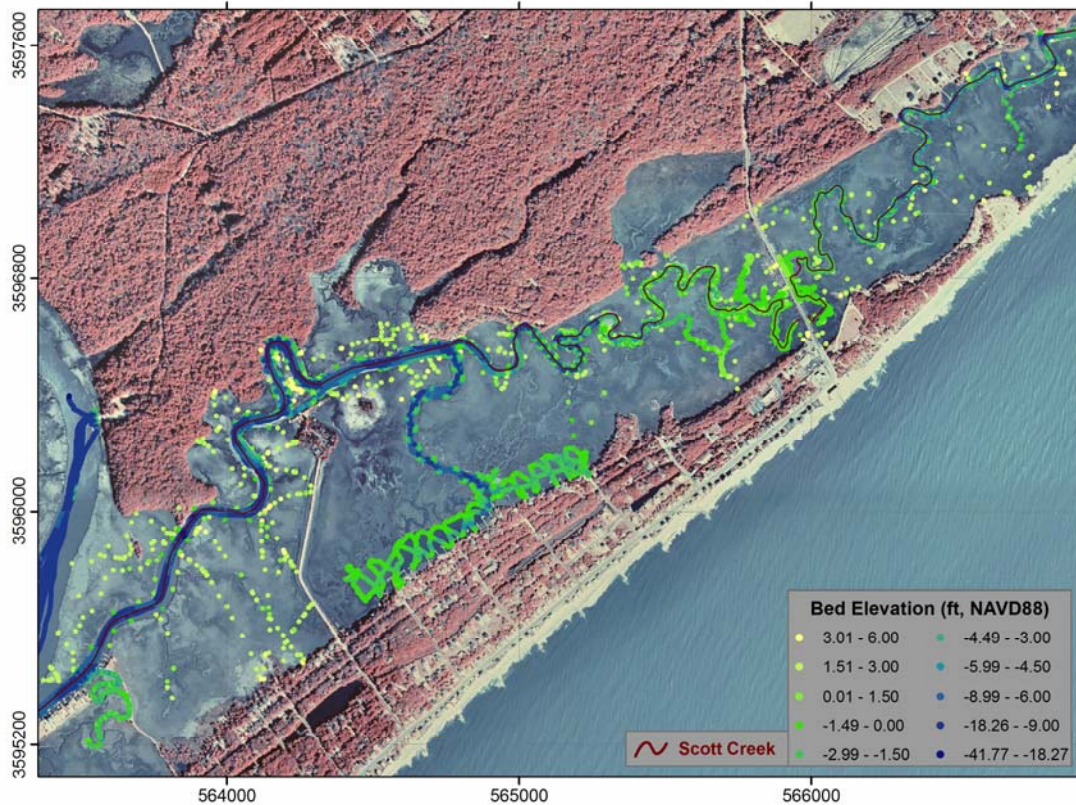 3597600
3596800
3596000
3595200
564000
565000
566000
Bed Elevation (ft, NAVD88)
3.01 - 6.00
1.51 - 3.00
0.01 - 1.50
-1.49 - 0.00
-2.99 - -1.50
-4.49 - -3.00
-5.99 - -4.50
-8.99 - -6.00
-18.26 - -9.00
-41.77 - -18.27
Scott Creek